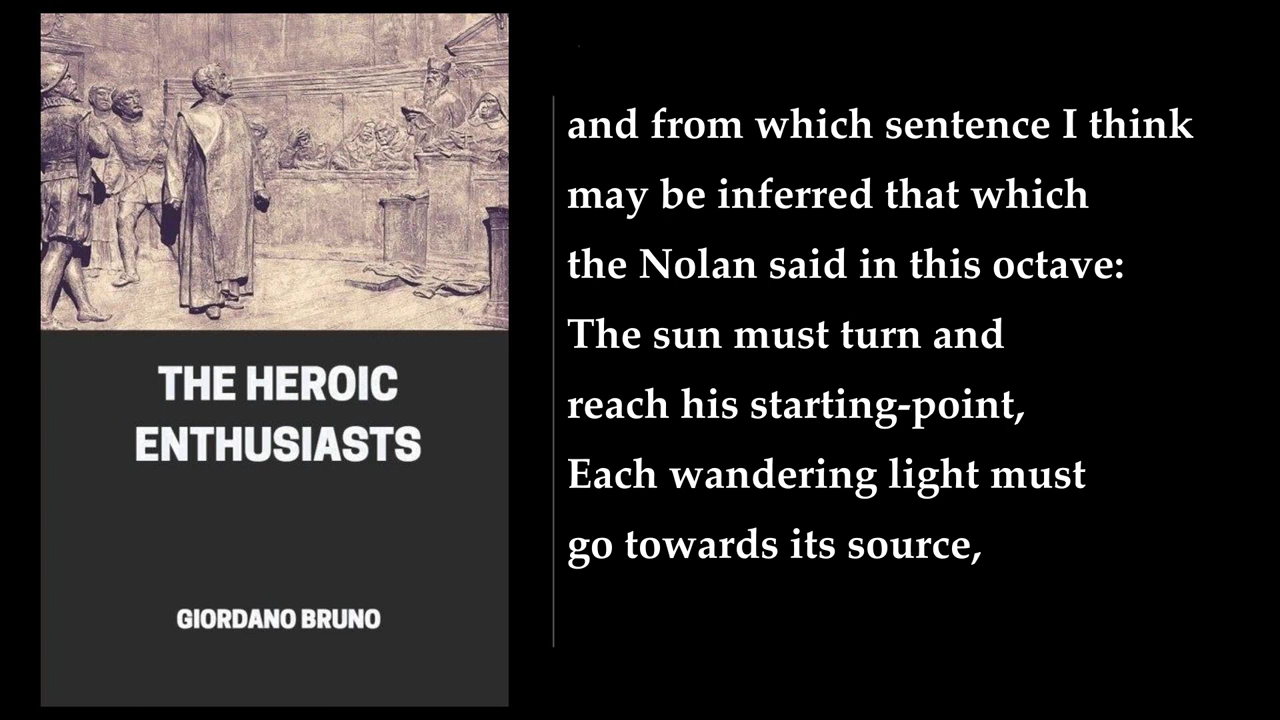 THE HEROIC
ENTHUSIASTS
GIORDANO BRUNO
and from which sentence I think
may be inferred that which
the Nolan said in this octave:
The sun must turn and
reach his starting-point,
Each wandering light must
go towards its source,